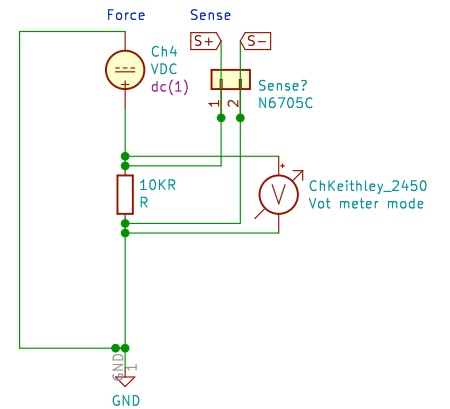 Force
Sense
S+
S-
Ch4
VDC
dc(1)
+
1
2
Sense?
N6705C
10KR
R
+
V
ChKeithley_2450
Vot meter mode
GND
1
GND